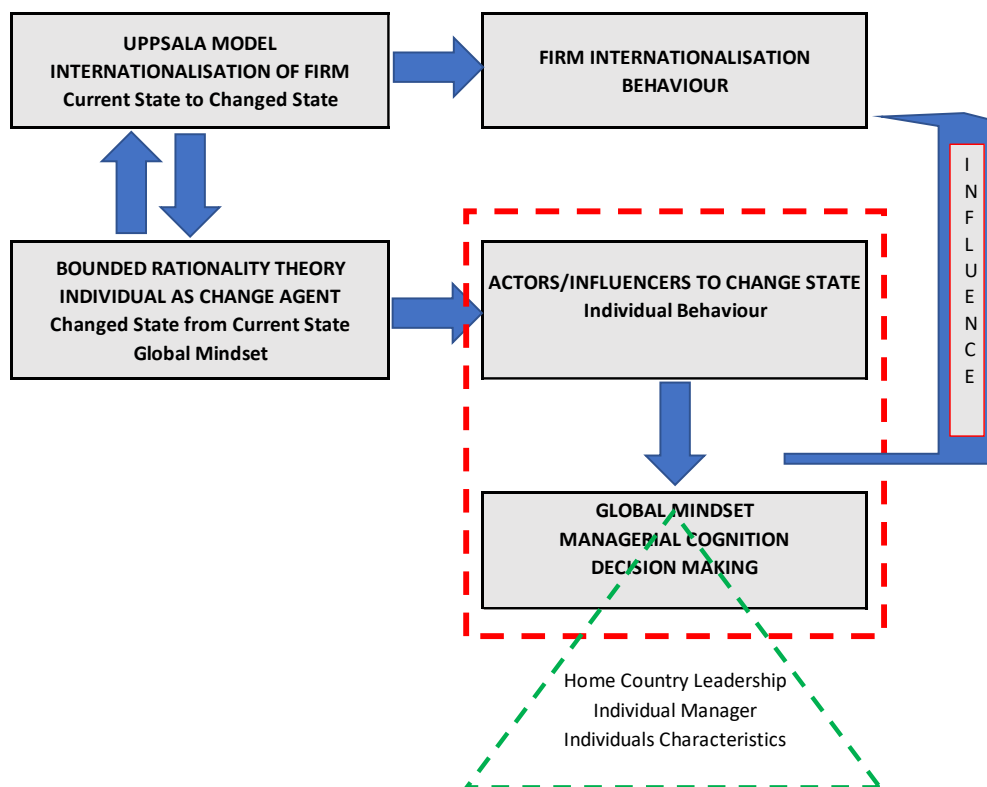 UPPSALA MODEL
INTERNATIONALISATION OF FIRM
Current State to Changed State
FIRM INTERNATIONALISATION
BEHAVIOUR
INFLUENCE
BOUNDED RATIONALITY THEORY
INDIVIDUAL AS CHANGE AGENT
Changed State from Current State
Global Mindset
ACTORS/INFLUENCERS TO CHANGE STATE
Individual Behaviour
GLOBAL MINDSET
MANAGERIAL COGNITION
DECISION MAKING
Home Country Leadership
Individual Manager
Individuals Characteristics